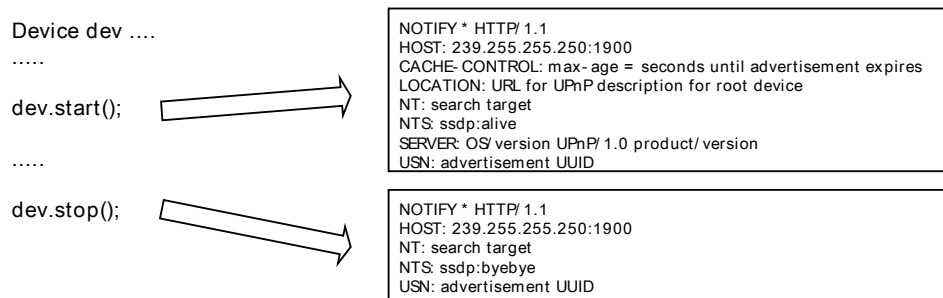 Device dev ....
.....
dev.start();
.....
dev.stop();
NOTIFY * HTTP/1.1
HOST: 239.255.255.250:1900
CACHE-CONTROL: max-age = seconds until advertisement expires
LOCATION: URL for UPnP description for root device
NT: search target
NTS: ssdp:alive
SERVER: OS/version UPnP/1.0 product/version
USN: advertisement UUID
NOTIFY * HTTP/1.1
HOST: 239.255.255.250:1900
NT: search target
NTS: ssdp:byebye
USN: advertisement UUID